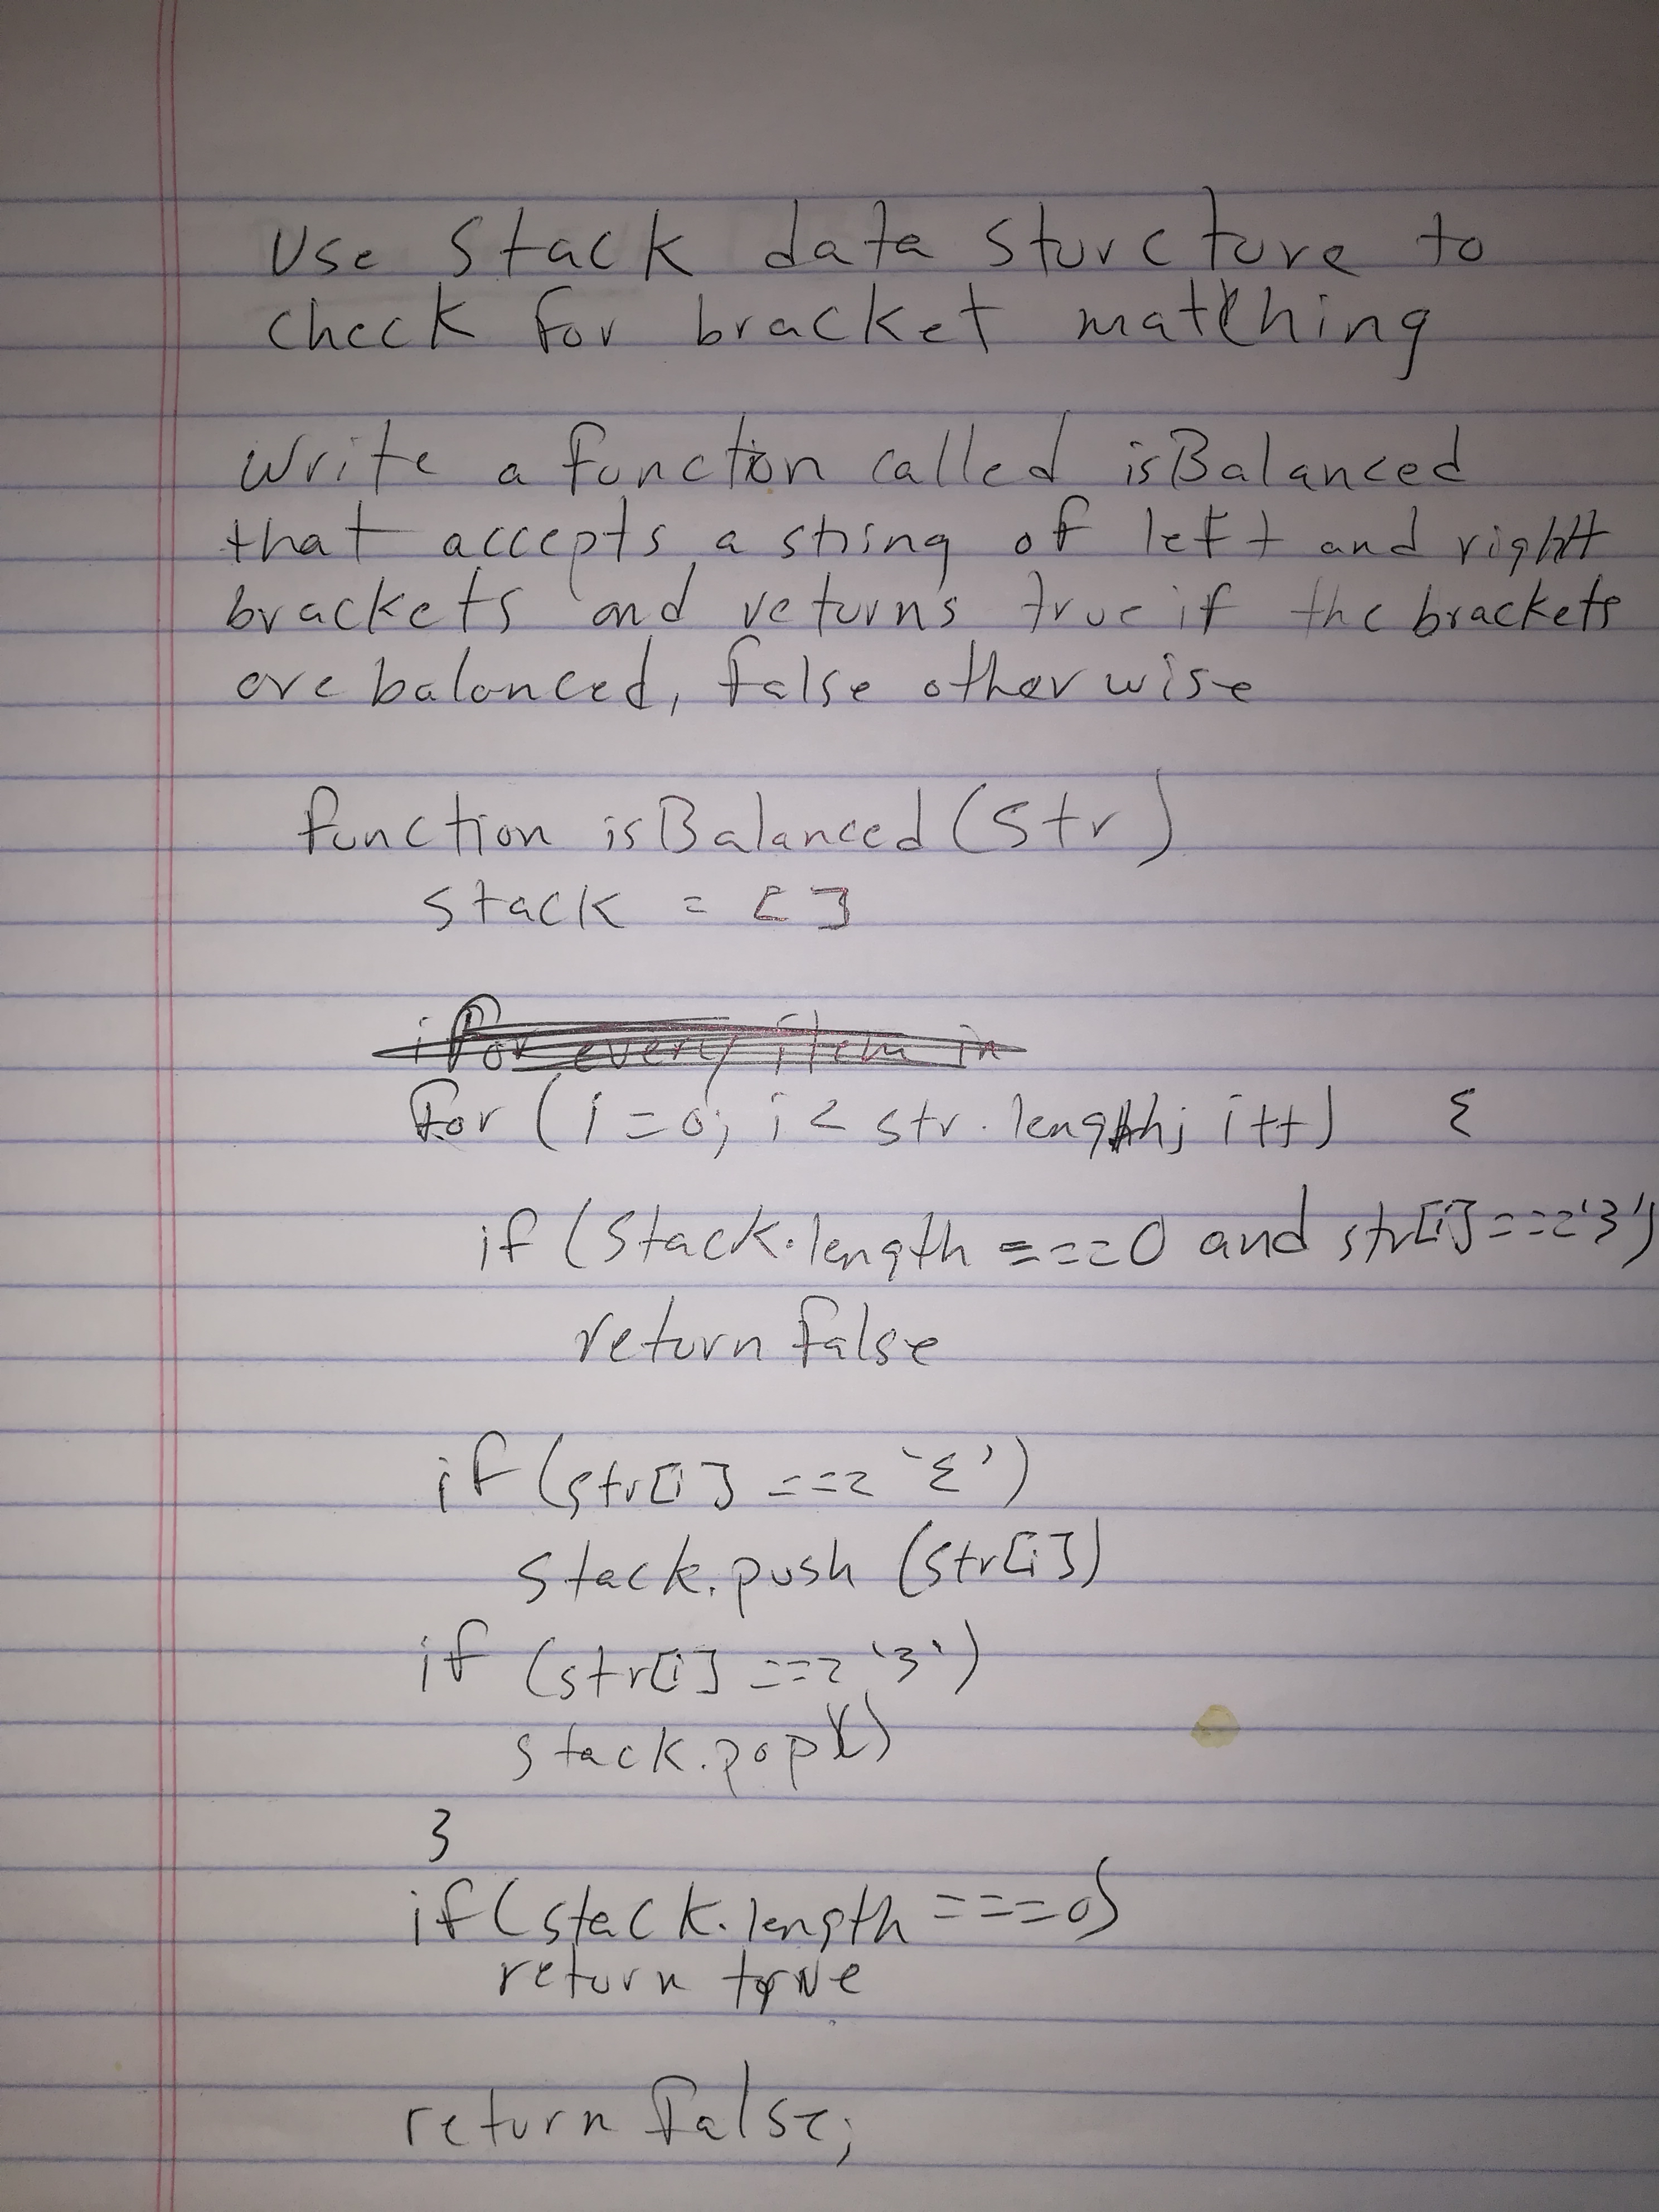 Use Stack data sturcture to
check for bracket matching
Write a function called isBalanced
that accepts a string of left and right
brackets and returns true if the brackets
are balanced, false otherwise
function isBalanced(str)
stack = []
for every item in
for (i=0; i < str.length; i++) {
if (Stack.length ===0 and str[i]==='}')
return false
if (str[i] === '{')
stack.push (str[i])
if (str[i] === '}')
stack.pop()
}
if(stack.length ===0)
return true
return false;